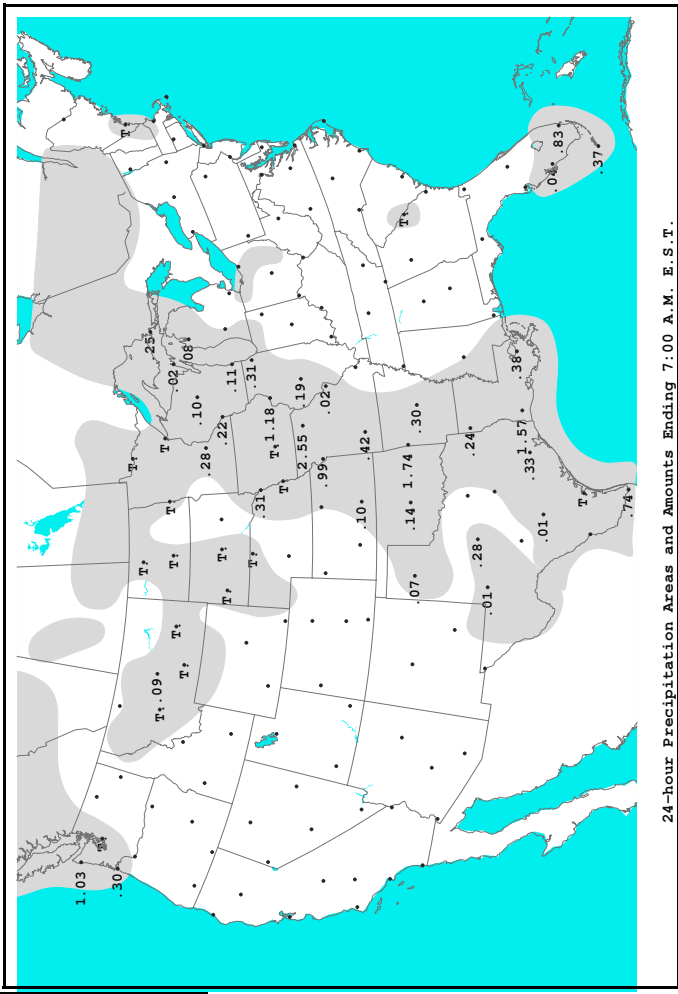 1.03
.30
T
T
T
T
.25
.09
T
T
T
.02
T
T
T
.08
.10
.28
T
.22
T
.11
.31
T
.31
1.18
T
T
.19
2.55
.99
.02
.10
.42
T
1.74
.14
.07
.30
.24
.28
.01
.38
1.57
.33
.01
.83
T
.37
.74
24-hour Precipitation Areas and Amounts Ending 7:00 A.M. E.S.T.